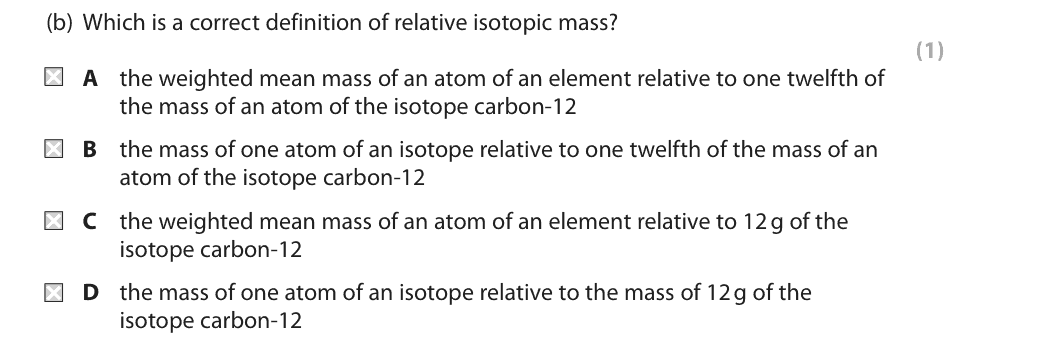 (b) Which is a correct definition of relative isotopic mass?
(1)
A the weighted mean mass of an atom of an element relative to one twelfth of
the mass of an atom of the isotope carbon-12
B the mass of one atom of an isotope relative to one twelfth of the mass of an
atom of the isotope carbon-12
C the weighted mean mass of an atom of an element relative to 12 g of the
isotope carbon-12
D the mass of one atom of an isotope relative to the mass of 12 g of the
isotope carbon-12